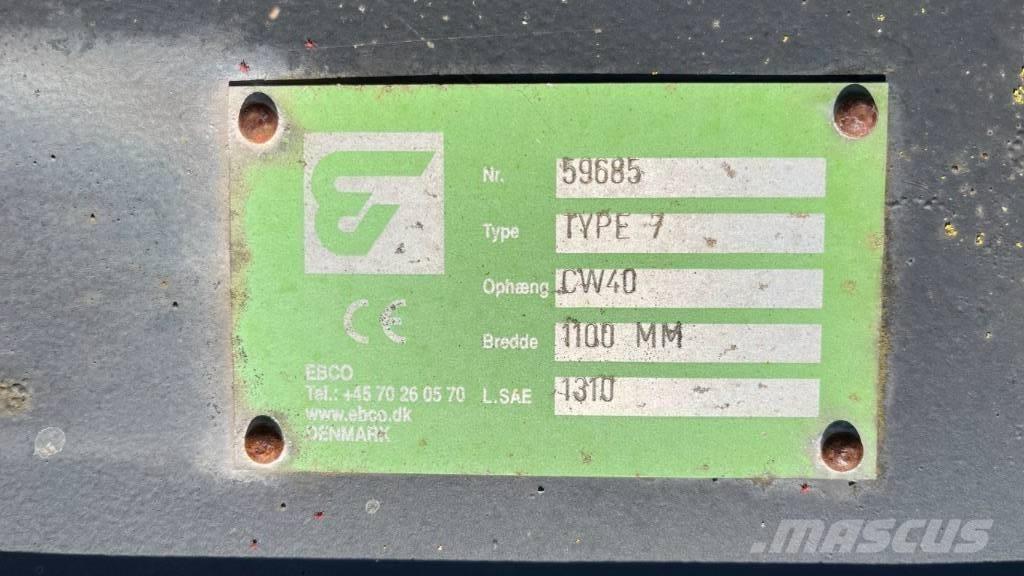 Nr. 59685
Type TYPE 7
Ophæng CW40
Bredde 1100 MM
L.SAE 1310
CE
EBCO
Tel.: +45 70 26 05 70
www.ebco.dk
DENMARK
MASCUS